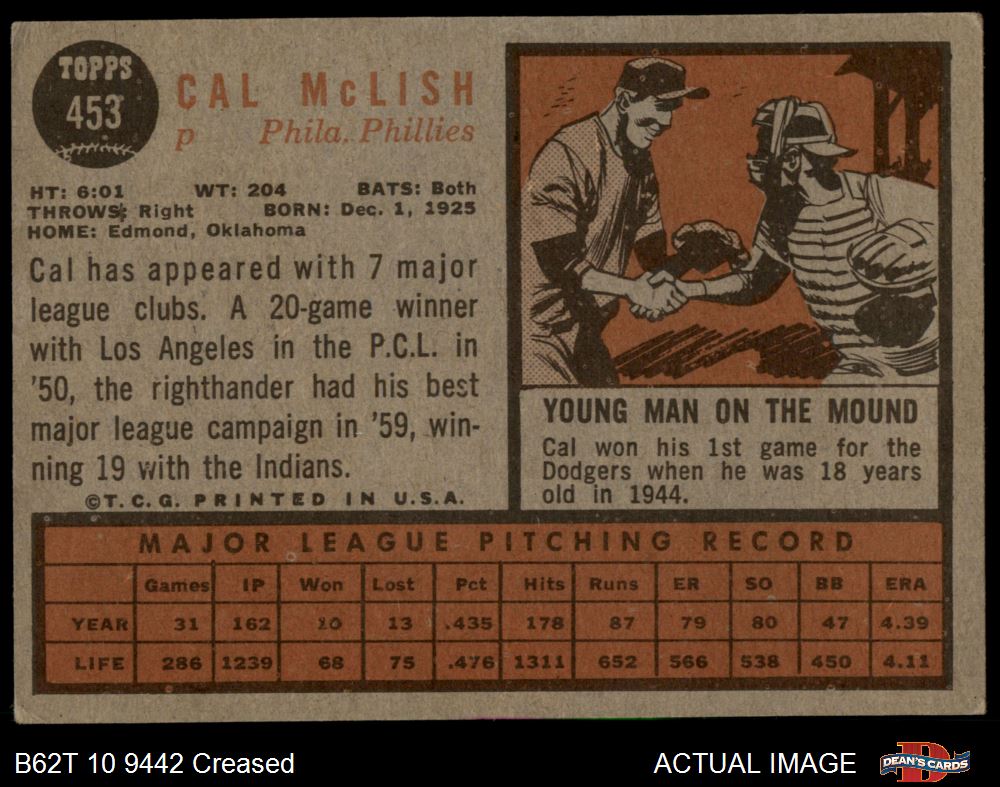 TOPPS
453
CAL McLISH
p Phila. Phillies
HT: 6:01 WT: 204 BATS: Both
THROWS: Right BORN: Dec. 1, 1925
HOME: Edmond, Oklahoma
Cal has appeared with 7 major
league clubs. A 20-game winner
with Los Angeles in the P.C.L. in
'50, the righthander had his best
major league campaign in '59, win-
ning 19 with the Indians.
©T.C.G. PRINTED IN U.S.A.
YOUNG MAN ON THE MOUND
Cal won his 1st game for the
Dodgers when he was 18 years
old in 1944.
MAJOR LEAGUE PITCHING RECORD
Games IP Won Lost Pct Hits Runs ER SO BB ERA
YEAR 31 162 10 13 .435 178 87 79 80 47 4.39
LIFE 286 1239 68 75 .476 1311 652 566 538 450 4.11
B62T 10 9442 Creased
ACTUAL IMAGE
DEAN'S CARDS